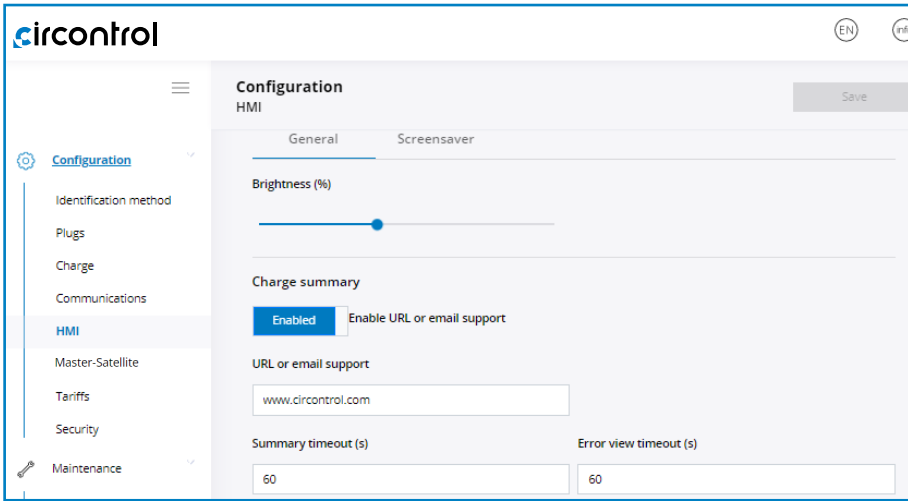 circontrol
EN
inf
Configuration
HMI
Save
General Screensaver
Configuration
Identification method
Plugs
Charge
Communications
HMI
Master-Satellite
Tariffs
Security
Maintenance
Brightness (%)
Charge summary
Enabled Enable URL or email support
URL or email support
www.circontrol.com
Summary timeout (s) Error view timeout (s)
60 60